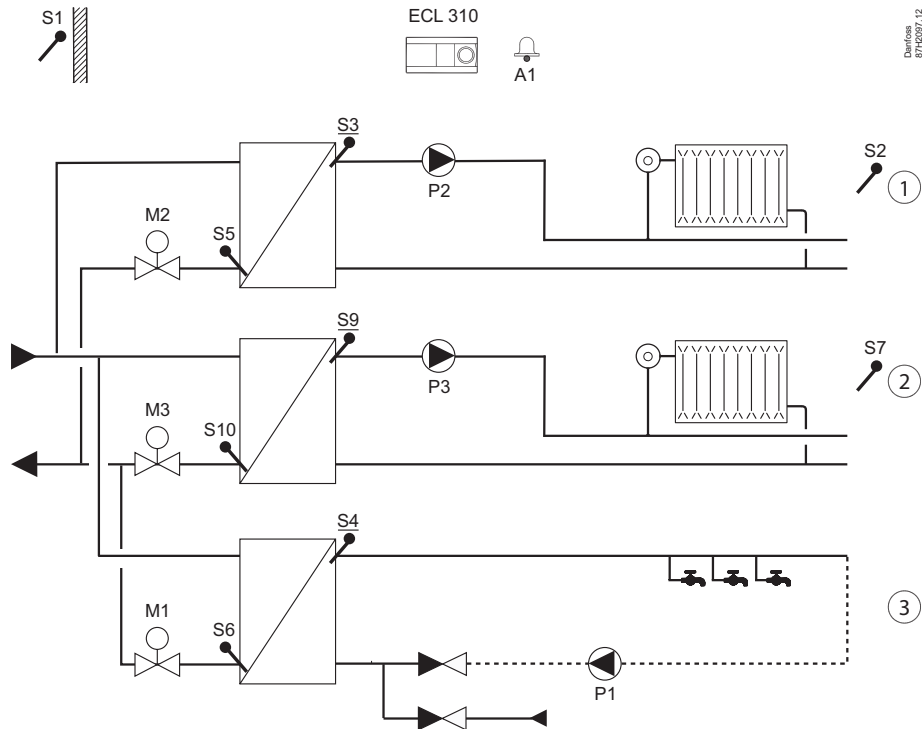 S1
ECL 310
A1
Danfoss
87H2097.12
S3
P2
S2
1
M2
S5
S9
P3
S7
2
M3
S10
S4
3
M1
S6
P1